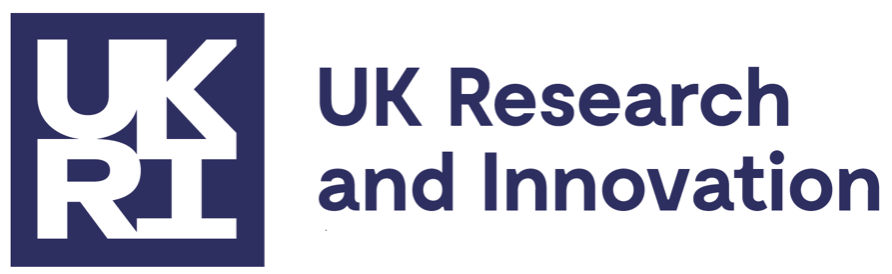 UK
RI
UK Research
and Innovation